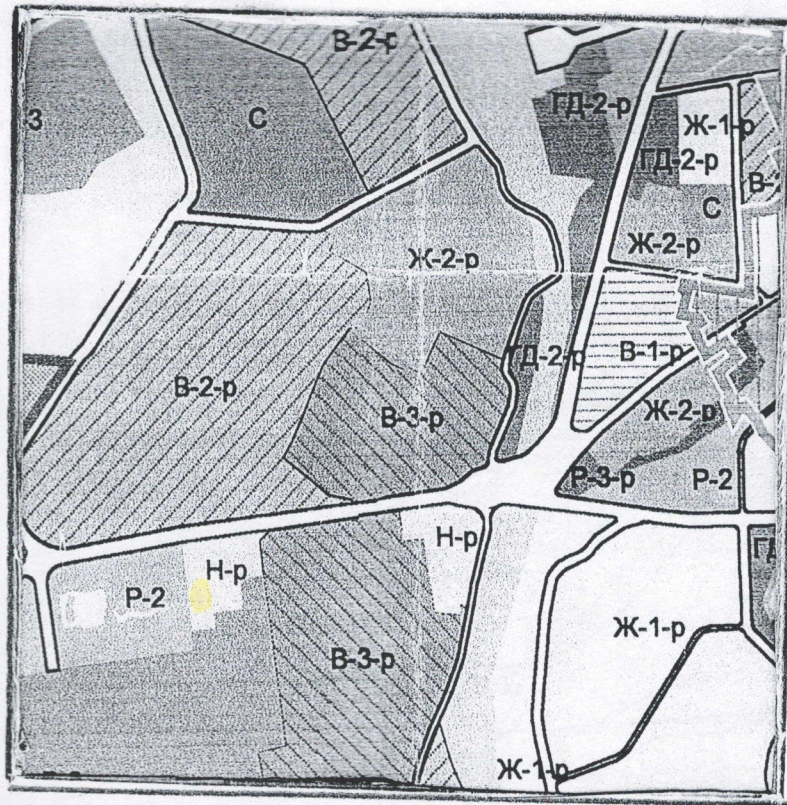 В-2-р
З
С
ГД-2-р
Ж-1-р
ГД-2-р
В-
С
Ж-2-р
Ж-2-р
ГД-2-р
В-1-р
В-2-р
В-3-р
Ж-2-р
Р-3-р
Р-2
Н-р
ГД
Н-р
Р-2
Ж-1-р
В-3-р
Ж-1-р